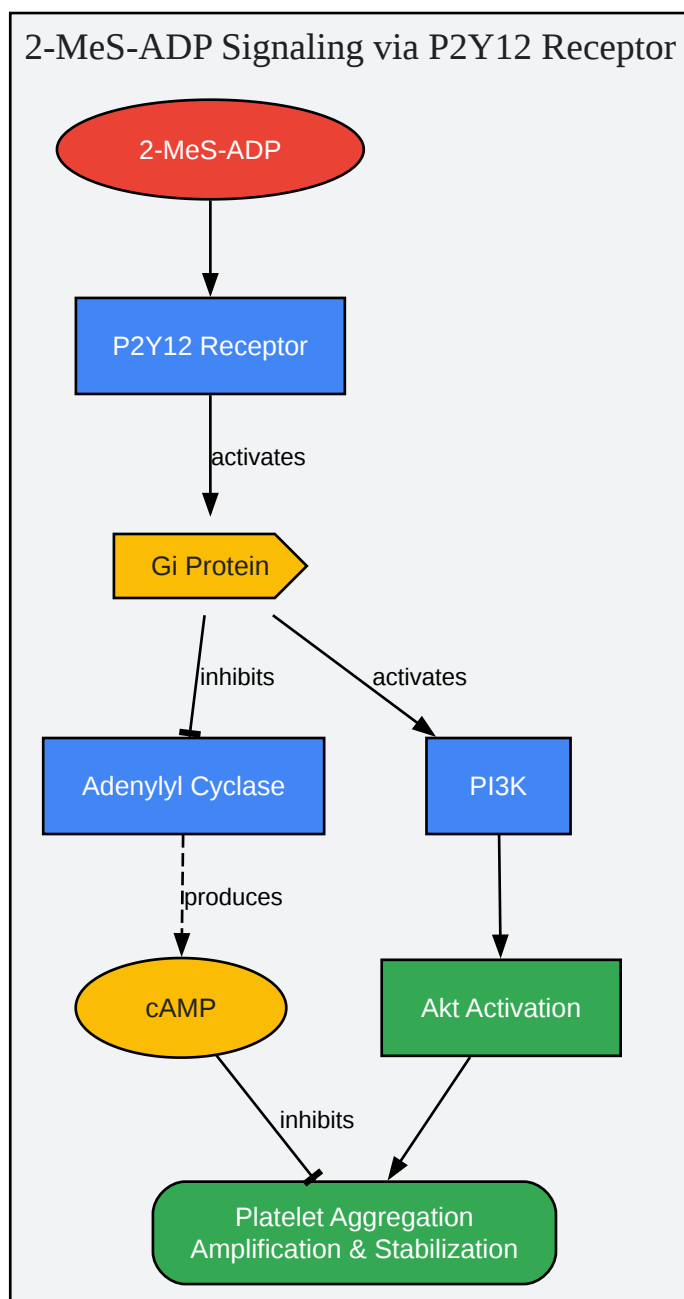 2-MeS-ADP Signaling via P2Y12 Receptor
2-MeS-ADP
P2Y12 Receptor
activates
Gi Protein
inhibits
activates
Adenylyl Cyclase
PI3K
produces
cAMP
Akt Activation
inhibits
Platelet Aggregation
Amplification & Stabilization